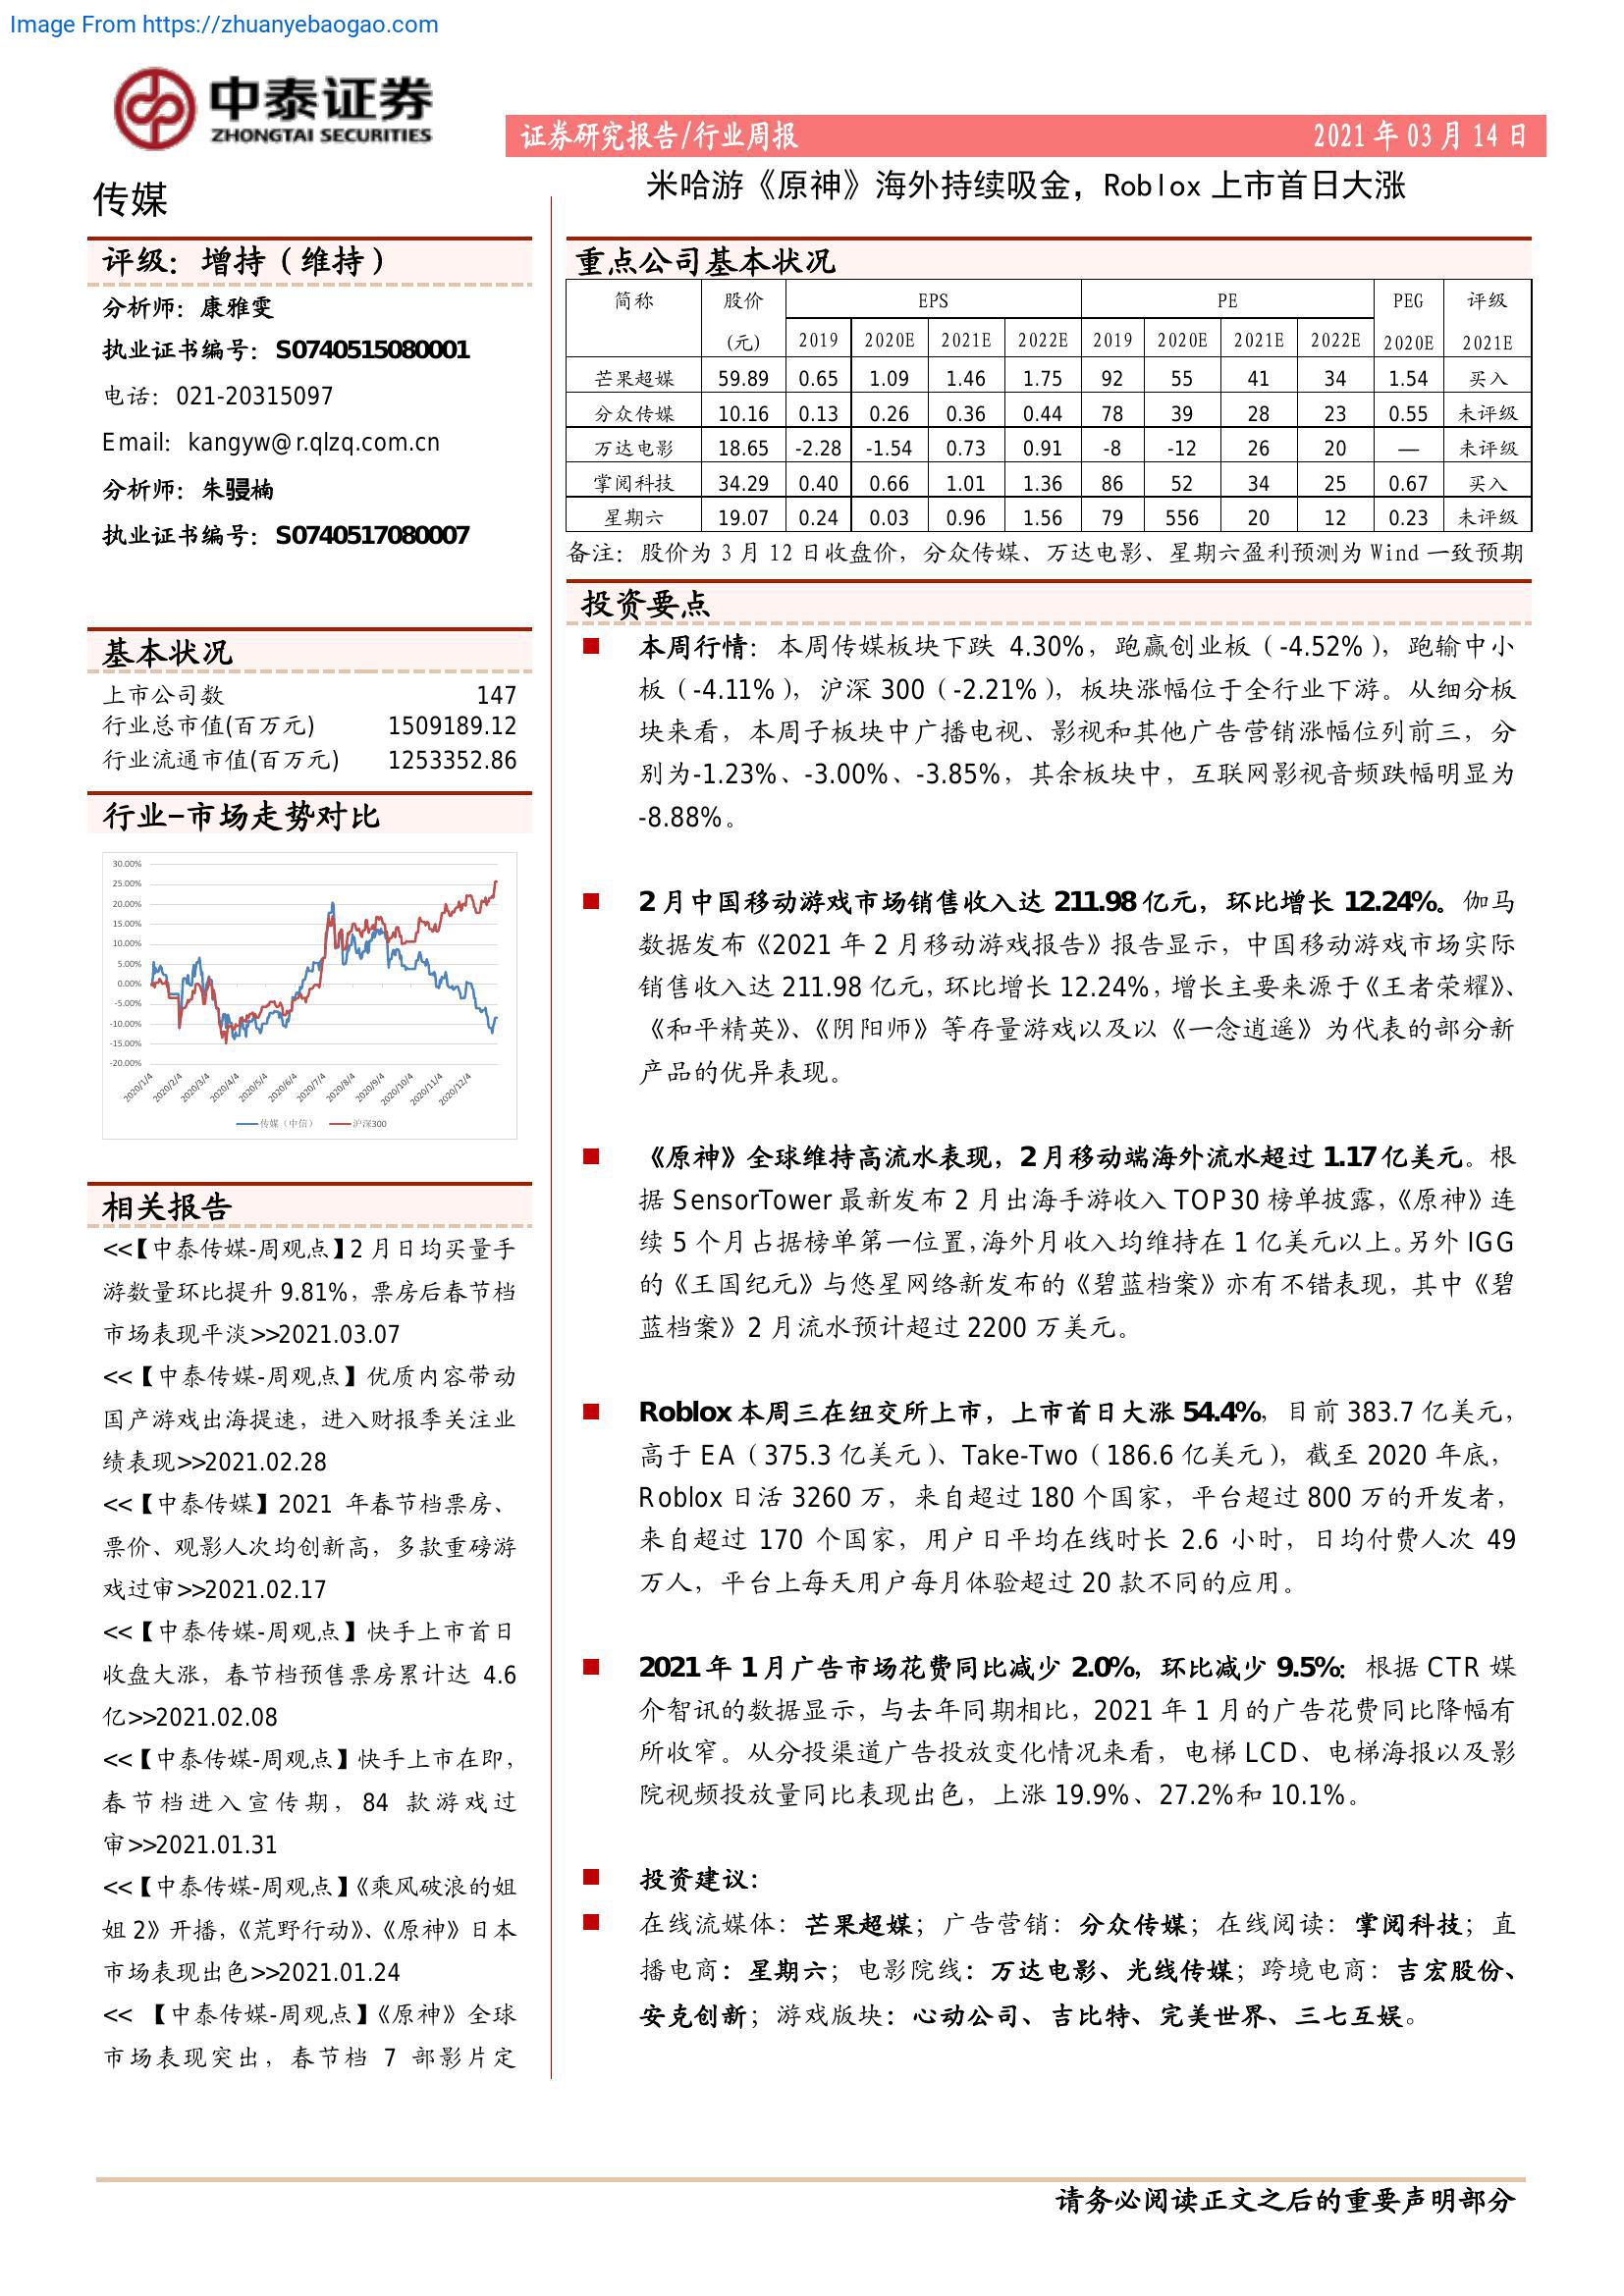 Image From https://zhuanyebaogao.com
中泰证券
ZHONGTAI SECURITIES
证券研究报告/行业周报 2021 年 03 月 14 日
传媒
米哈游《原神》海外持续吸金，Roblox 上市首日大涨
评级：增持（维持）
分析师：康雅雯
执业证书编号：S0740515080001
电话：021-20315097
Email：kangyw@r.qlzq.com.cn
分析师：朱骎楠
执业证书编号：S0740517080007
基本状况
上市公司数 147
行业总市值(百万元) 1509189.12
行业流通市值(百万元) 1253352.86
行业-市场走势对比
30.00%
25.00%
20.00%
15.00%
10.00%
5.00%
0.00%
-5.00%
-10.00%
-15.00%
-20.00%
2020/1/4 2020/2/4 2020/3/4 2020/4/4 2020/5/4 2020/6/4 2020/7/4 2020/8/4 2020/9/4 2020/10/4 2020/11/4 2020/12/4
传媒（中信） 沪深300
相关报告
<<【中泰传媒-周观点】2 月日均买量手
游数量环比提升 9.81%，票房后春节档
市场表现平淡>>2021.03.07
<<【中泰传媒-周观点】优质内容带动
国产游戏出海提速，进入财报季关注业
绩表现>>2021.02.28
<<【中泰传媒】2021 年春节档票房、
票价、观影人次均创新高，多款重磅游
戏过审>>2021.02.17
<<【中泰传媒-周观点】快手上市首日
收盘大涨，春节档预售票房累计达 4.6
亿>>2021.02.08
<<【中泰传媒-周观点】快手上市在即，
春节档进入宣传期，84 款游戏过
审>>2021.01.31
<<【中泰传媒-周观点】《乘风破浪的姐
姐 2》开播，《荒野行动》、《原神》日本
市场表现出色>>2021.01.24
<< 【中泰传媒-周观点】《原神》全球
市场表现突出，春节档 7 部影片定
重点公司基本状况
简称 股价 EPS PE PEG 评级
(元) 2019 2020E 2021E 2022E 2019 2020E 2021E 2022E 2020E 2021E
芒果超媒 59.89 0.65 1.09 1.46 1.75 92 55 41 34 1.54 买入
分众传媒 10.16 0.13 0.26 0.36 0.44 78 39 28 23 0.55 未评级
万达电影 18.65 -2.28 -1.54 0.73 0.91 -8 -12 26 20 — 未评级
掌阅科技 34.29 0.40 0.66 1.01 1.36 86 52 34 25 0.67 买入
星期六 19.07 0.24 0.03 0.96 1.56 79 556 20 12 0.23 未评级
备注：股价为 3 月 12 日收盘价，分众传媒、万达电影、星期六盈利预测为 Wind 一致预期
投资要点
本周行情：本周传媒板块下跌 4.30%，跑赢创业板（-4.52%），跑输中小
板（-4.11%），沪深 300（-2.21%），板块涨幅位于全行业下游。从细分板
块来看，本周子板块中广播电视、影视和其他广告营销涨幅位列前三，分
别为-1.23%、-3.00%、-3.85%，其余板块中，互联网影视音频跌幅明显为
-8.88%。
2 月中国移动游戏市场销售收入达 211.98 亿元，环比增长 12.24%。伽马
数据发布《2021 年 2 月移动游戏报告》报告显示，中国移动游戏市场实际
销售收入达 211.98 亿元，环比增长 12.24%，增长主要来源于《王者荣耀》、
《和平精英》、《阴阳师》等存量游戏以及以《一念逍遥》为代表的部分新
产品的优异表现。
《原神》全球维持高流水表现，2 月移动端海外流水超过 1.17 亿美元。根
据 SensorTower 最新发布 2 月出海手游收入 TOP30 榜单披露，《原神》连
续 5 个月占据榜单第一位置，海外月收入均维持在 1 亿美元以上。另外 IGG
的《王国纪元》与悠星网络新发布的《碧蓝档案》亦有不错表现，其中《碧
蓝档案》2 月流水预计超过 2200 万美元。
Roblox 本周三在纽交所上市，上市首日大涨 54.4%，目前 383.7 亿美元，
高于 EA（375.3 亿美元）、Take-Two（186.6 亿美元），截至 2020 年底，
Roblox 日活 3260 万，来自超过 180 个国家，平台超过 800 万的开发者，
来自超过 170 个国家，用户日平均在线时长 2.6 小时，日均付费人次 49
万人，平台上每天用户每月体验超过 20 款不同的应用。
2021 年 1 月广告市场花费同比减少 2.0%，环比减少 9.5%：根据 CTR 媒
介智讯的数据显示，与去年同期相比，2021 年 1 月的广告花费同比降幅有
所收窄。从分投渠道广告投放变化情况来看，电梯 LCD、电梯海报以及影
院视频投放量同比表现出色，上涨 19.9%、27.2%和 10.1%。
投资建议：
在线流媒体：芒果超媒；广告营销：分众传媒；在线阅读：掌阅科技；直
播电商：星期六；电影院线：万达电影、光线传媒；跨境电商：吉宏股份、
安克创新；游戏版块：心动公司、吉比特、完美世界、三七互娱。
请务必阅读正文之后的重要声明部分